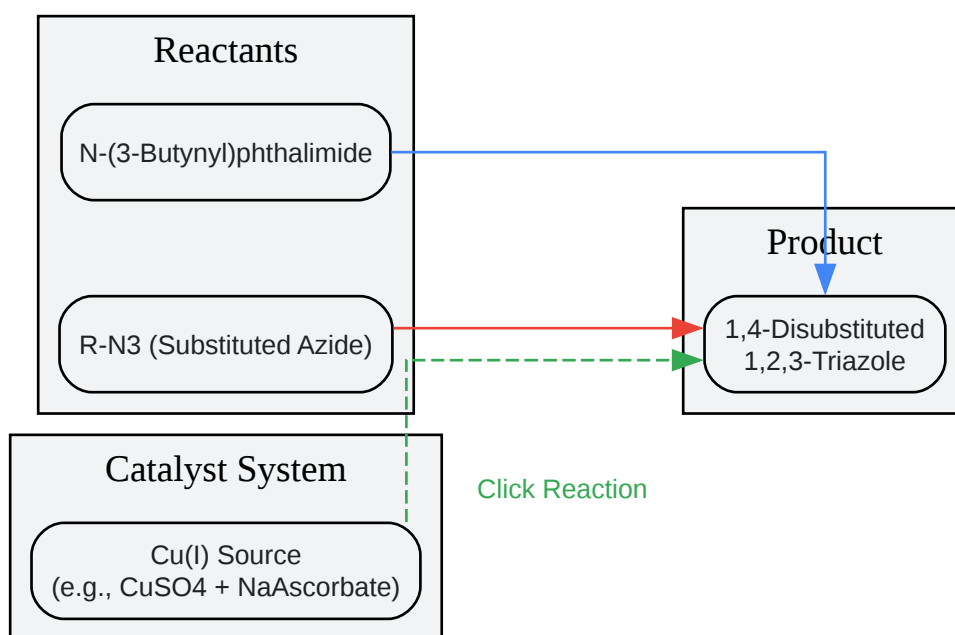 Reactants
N-(3-Butynyl)phthalimide
R-N3 (Substituted Azide)
Product
1,4-Disubstituted
1,2,3-Triazole
Catalyst System
Click Reaction
Cu(I) Source
(e.g., CuSO4 + NaAscorbate)